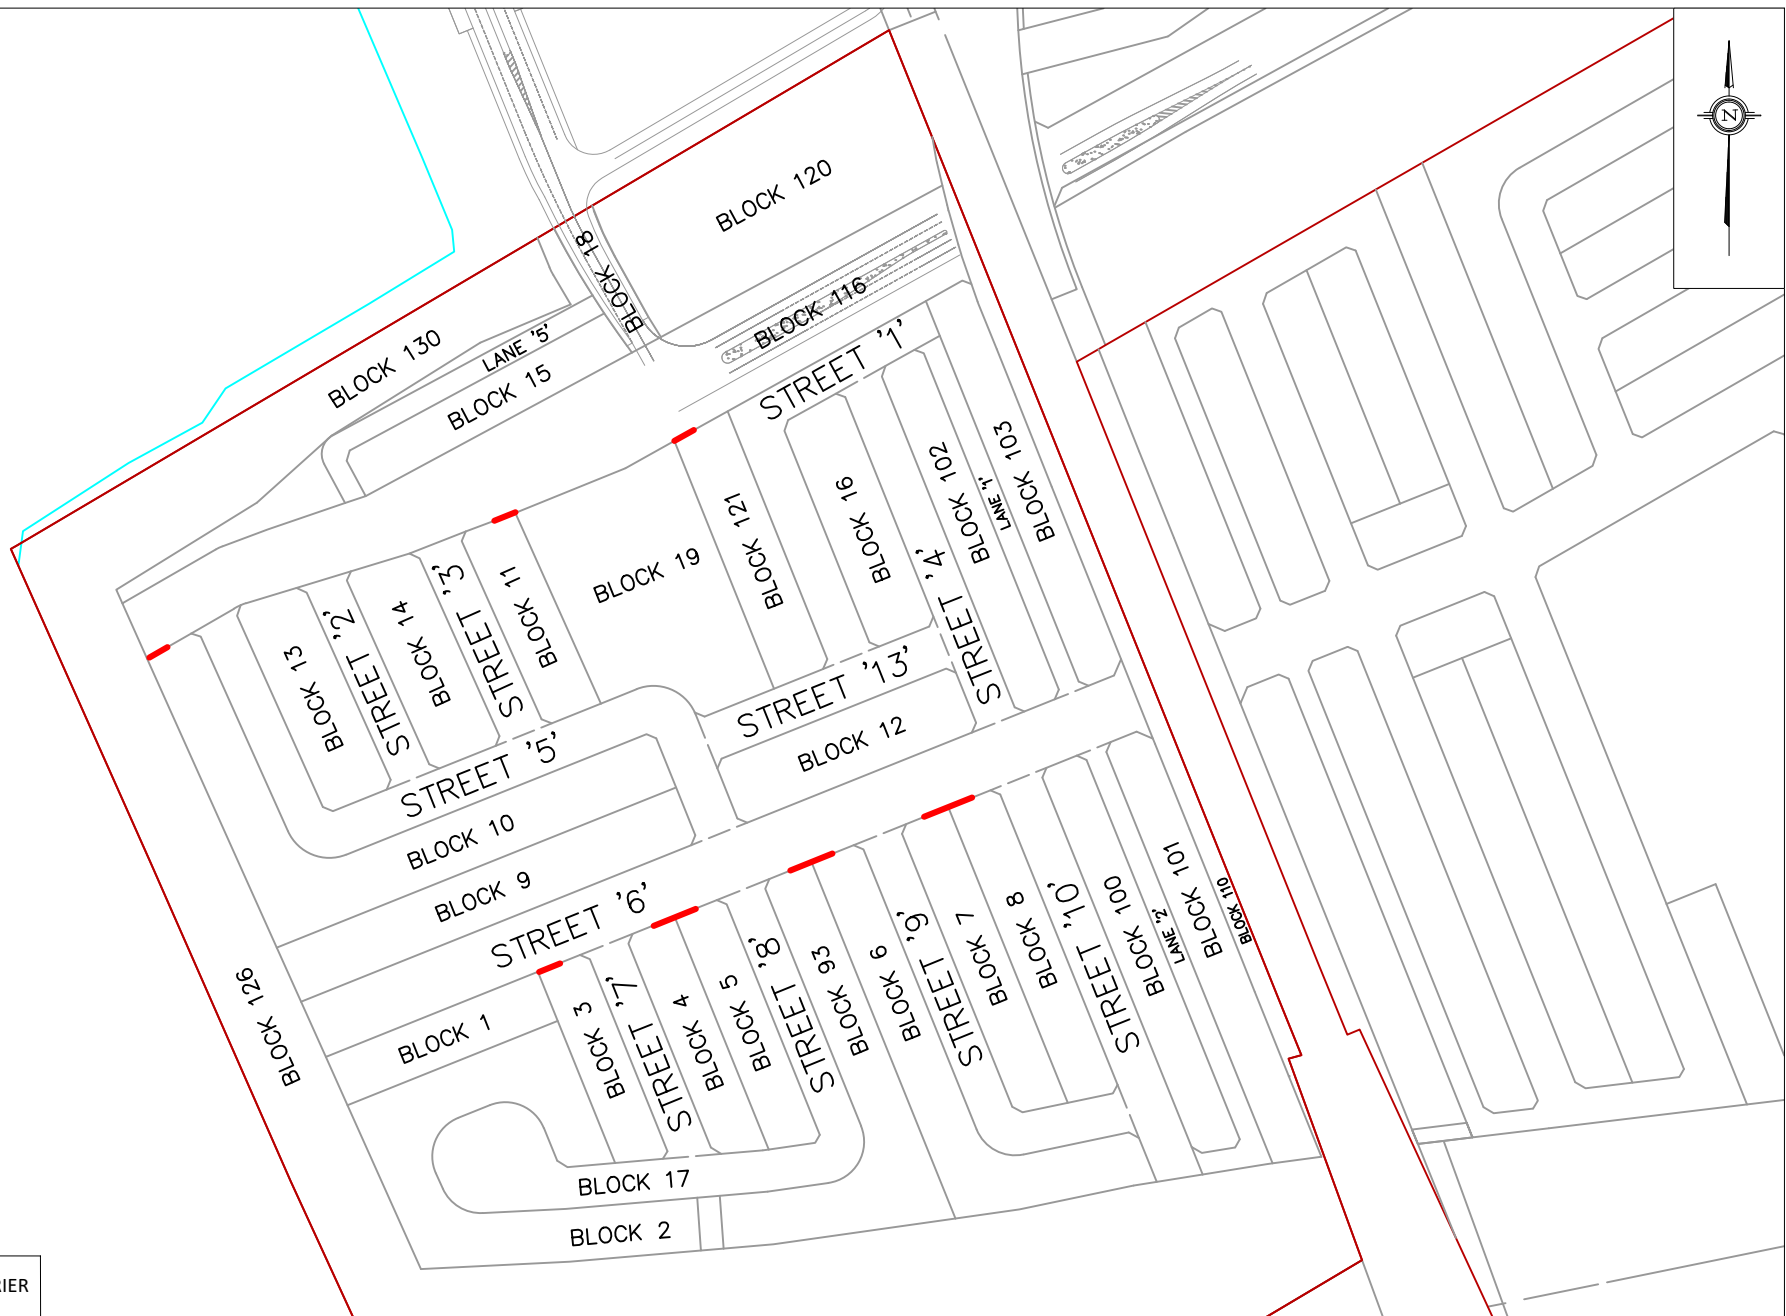 BLOCK 120
BLOCK 18
BLOCK 116
BLOCK 130
LANE '5'
BLOCK 15
STREET '1'
N
BLOCK 121
BLOCK 16
BLOCK 102
LANE '1'
BLOCK 103
BLOCK 19
STREET '4'
BLOCK 13
STREET '2'
BLOCK 14
STREET '3'
BLOCK 11
STREET '13'
STREET '5'
BLOCK 12
BLOCK 10
BLOCK 9
STREET '6'
BLOCK 126
BLOCK 1
BLOCK 3
STREET '7'
BLOCK 4
BLOCK 5
STREET '8'
BLOCK 93
BLOCK 6
STREET '9'
BLOCK 7
BLOCK 8
STREET '10'
BLOCK 100
LANE '2'
BLOCK 101
BLOCK 110
BLOCK 17
BLOCK 2